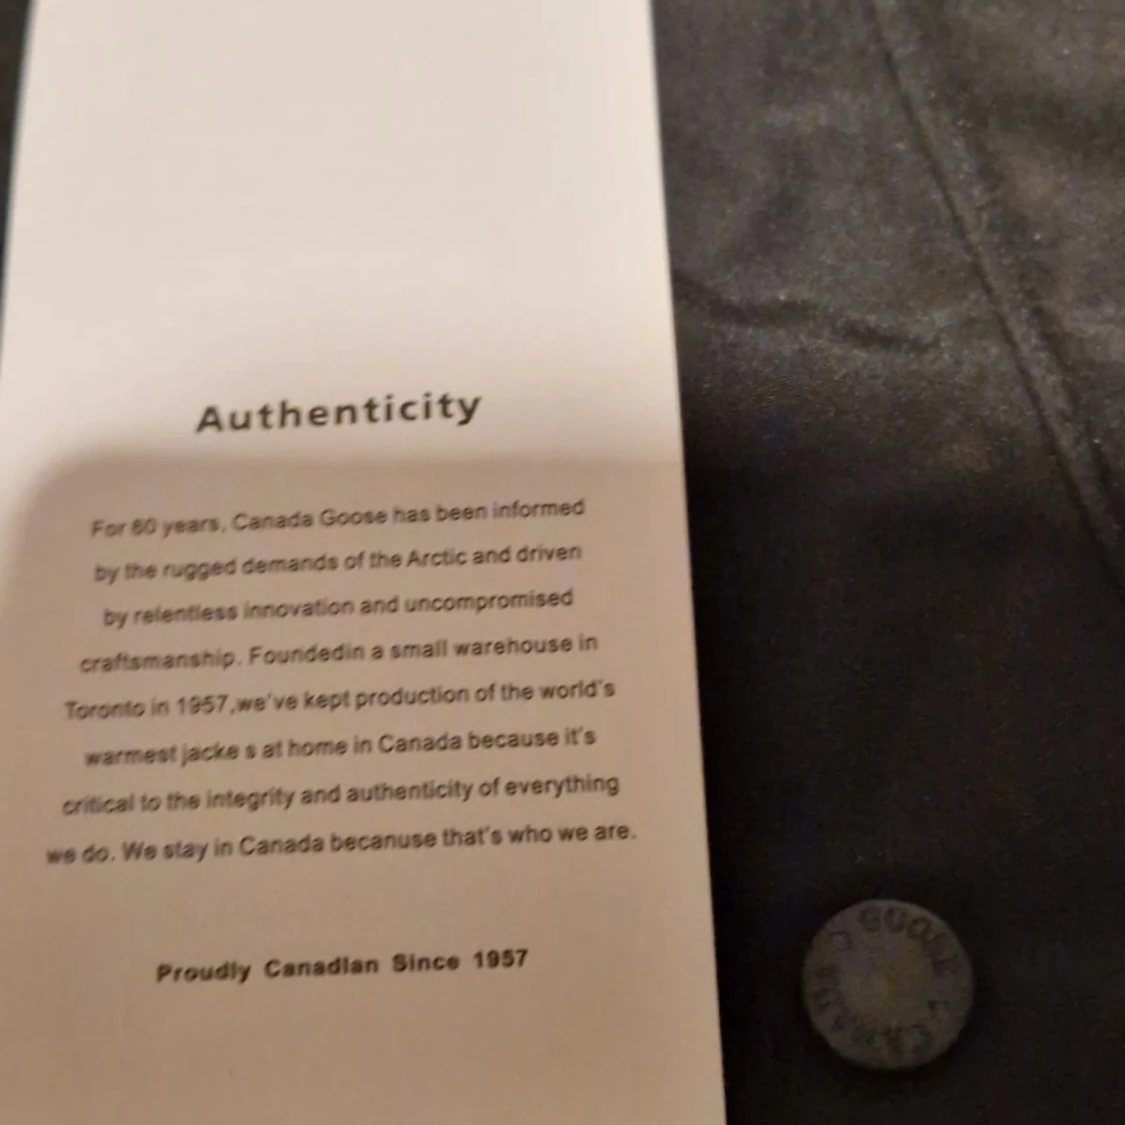 Authenticity
For 60 years, Canada Goose has been informed
by the rugged demands of the Arctic and driven
by relentless innovation and uncompromised
craftsmanship. Foundedin a small warehouse in
Toronto in 1957,we've kept production of the world's
warmest jacke s at home in Canada because it's
critical to the integrity and authenticity of everything
we do. We stay in Canada becanuse that's who we are.
Proudly Canadian Since 1957
GOOSE